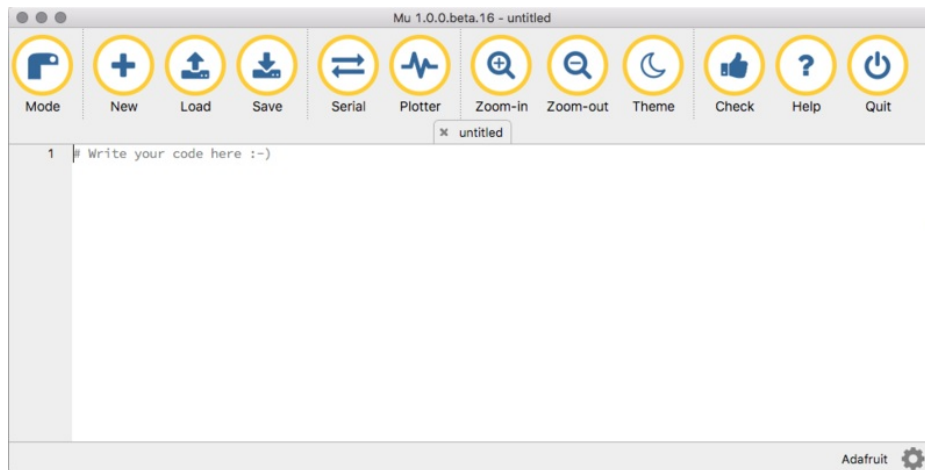 Mu 1.0.0.beta.16 - untitled
Mode New Load Save Serial Plotter Zoom-in Zoom-out Theme Check Help Quit
untitled
1 # Write your code here :-)
Adafruit